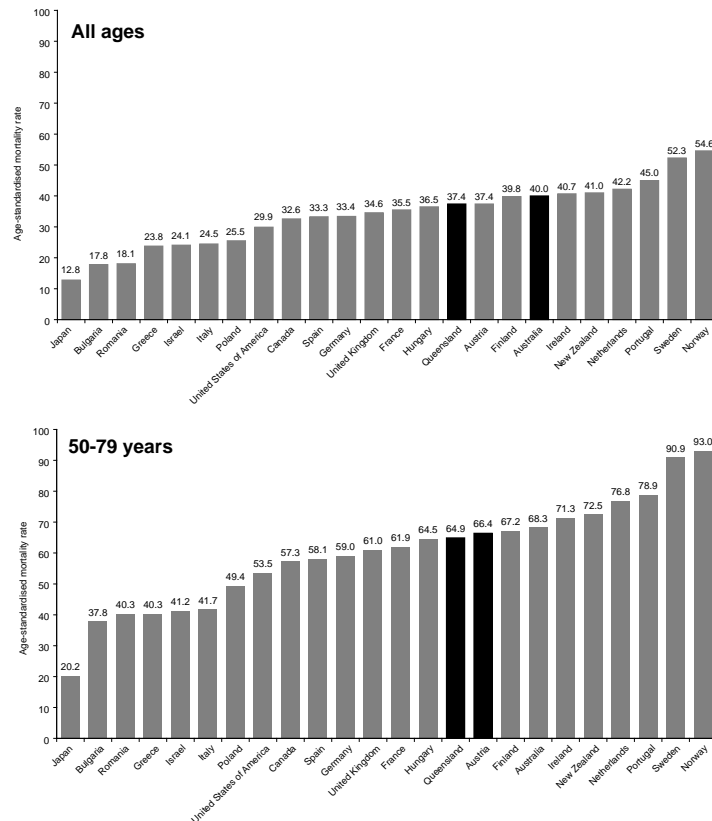 All ages
Age-standardised mortality rate
100
90
80
70
60
50
40
30
20
10
0
12.8
17.8
18.1
23.8
24.1
24.5
25.5
29.9
32.6
33.3
33.4
34.6
35.5
36.5
37.4
37.4
39.8
40.0
40.7
41.0
42.2
45.0
52.3
54.6
Japan
Bulgaria
Romania
Greece
Israel
Italy
Poland
United States of America
Canada
Spain
Germany
United Kingdom
France
Hungary
Queensland
Austria
Finland
Australia
Ireland
New Zealand
Netherlands
Portugal
Sweden
Norway
50-79 years
Age-standardised mortality rate
100
90
80
70
60
50
40
30
20
10
0
20.2
37.8
40.3
40.3
41.2
41.7
49.4
53.5
57.3
58.1
59.0
61.0
61.9
64.5
64.9
66.4
67.2
68.3
71.3
72.5
76.8
78.9
90.9
93.0
Japan
Bulgaria
Romania
Greece
Israel
Italy
Poland
United States of America
Canada
Spain
Germany
United Kingdom
France
Hungary
Queensland
Austria
Finland
Australia
Ireland
New Zealand
Netherlands
Portugal
Sweden
Norway